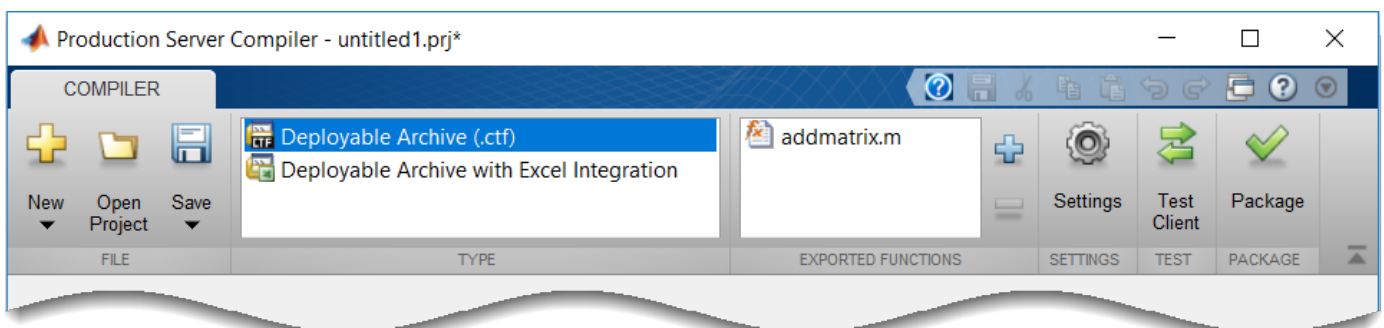 Production Server Compiler - untitled1.prj*
COMPILER
New
Open
Project
Save
FILE
CTF Deployable Archive (.ctf)
Deployable Archive with Excel Integration
TYPE
addmatrix.m
EXPORTED FUNCTIONS
Settings
SETTINGS
Test
Client
TEST
Package
PACKAGE